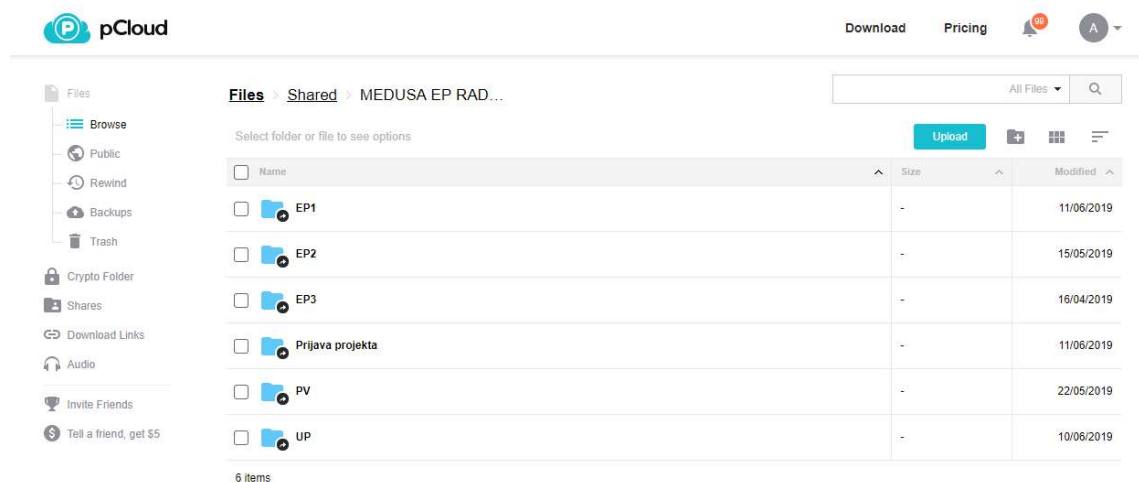 P pCloud
Download Pricing 99 A
Files
Browse
Public
Rewind
Backups
Trash
Crypto Folder
Shares
Download Links
Audio
Invite Friends
Tell a friend, get $5
Files > Shared > MEDUSA EP RAD...
All Files
Select folder or file to see options
Upload
Name Size Modified
EP1 - 11/06/2019
EP2 - 15/05/2019
EP3 - 16/04/2019
Prijava projekta - 11/06/2019
PV - 22/05/2019
UP - 10/06/2019
6 items